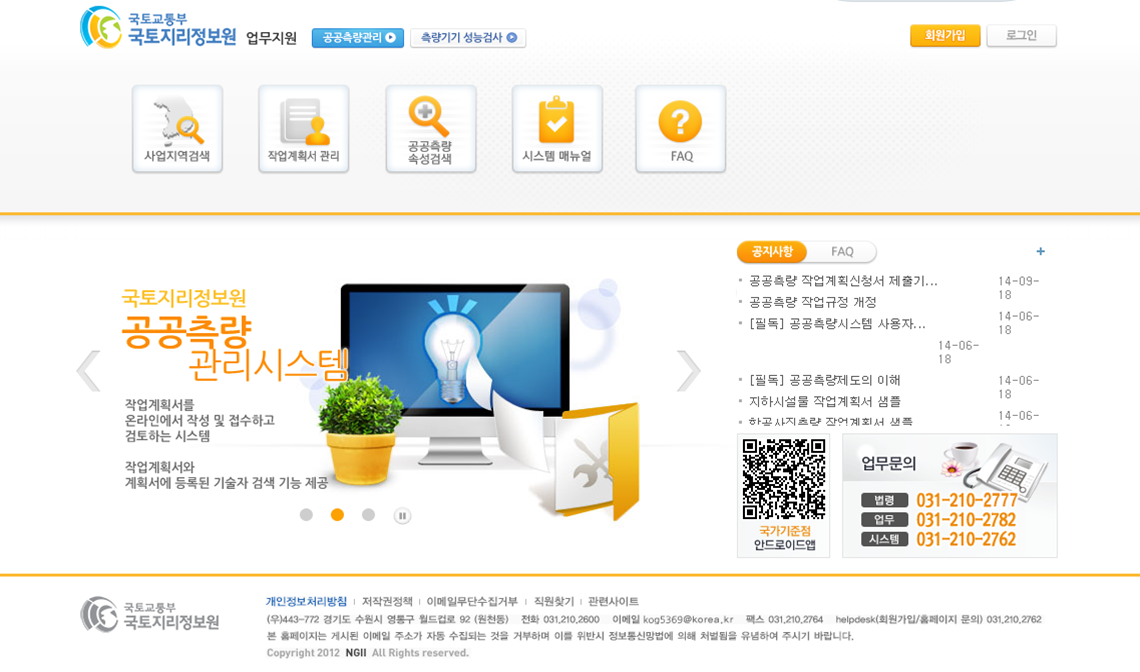 국토교통부
국토지리정보원 업무지원 공공측량관리 측량기기 성능검사 회원가입 로그인
사업지역검색
작업계획서 관리
공공측량
속성검색
시스템 매뉴얼
FAQ
국토지리정보원
공공측량
관리시스템
작업계획서를
온라인에서 작성 및 접수하고
검토하는 시스템
작업계획서와
계획서에 등록된 기술자 검색 기능 제공
공지사항 FAQ +
공공측량 작업계획신청서 제출기... 14-09-
18
공공측량 작업규정 개정 14-06-
18
[필독] 공공측량시스템 사용자...
14-06-
18
[필독] 공공측량제도의 이해 14-06-
18
지하시설물 작업계획서 샘플 14-06-
항공사진측량 작업계획서 샘플
국가기준점
안드로이드앱
업무문의
법령 031-210-2777
업무 031-210-2782
시스템 031-210-2762
국토교통부
국토지리정보원
개인정보처리방침 저작권정책 이메일무단수집거부 직원찾기 관련사이트
(우)443-772 경기도 수원시 영통구 월드컵로 92 (원천동) 전화 031,210,2600 이메일 kog5369@korea,kr 팩스 031,210,2764 helpdesk(회원가입/홈페이지 문의) 031,210,2762
본 홈페이지는 게시된 이메일 주소가 자동 수집되는 것을 거부하며 이를 위반시 정보통신망법에 의해 처벌됨을 유념하여 주시기 바랍니다.
Copyright 2012 NGII All Rights reserved.